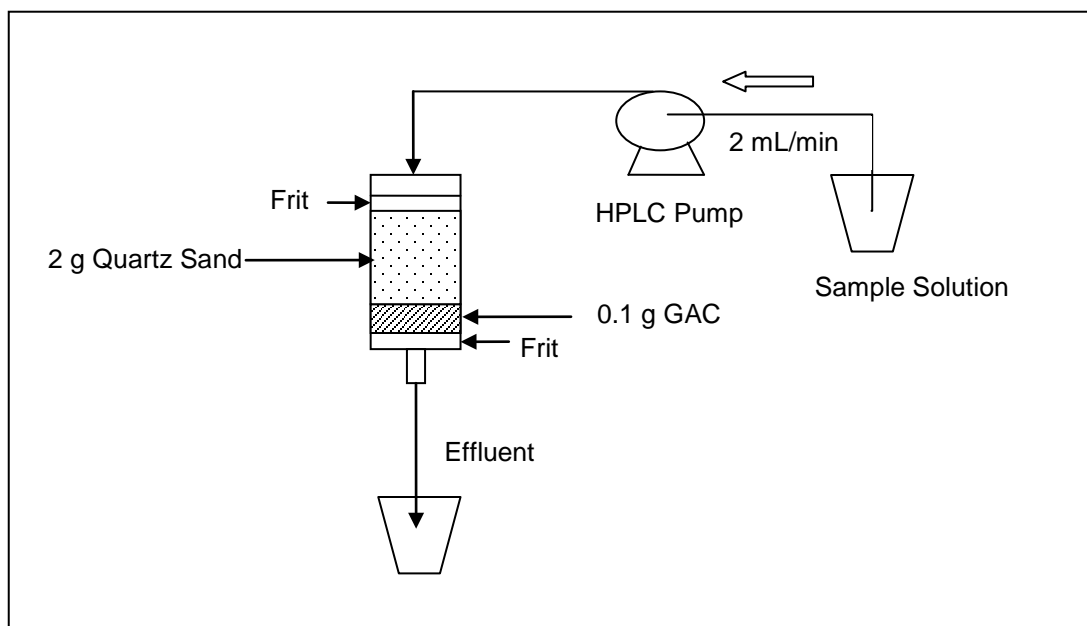 2 mL/min
Frit
HPLC Pump
2 g Quartz Sand
Sample Solution
0.1 g GAC
Frit
Effluent